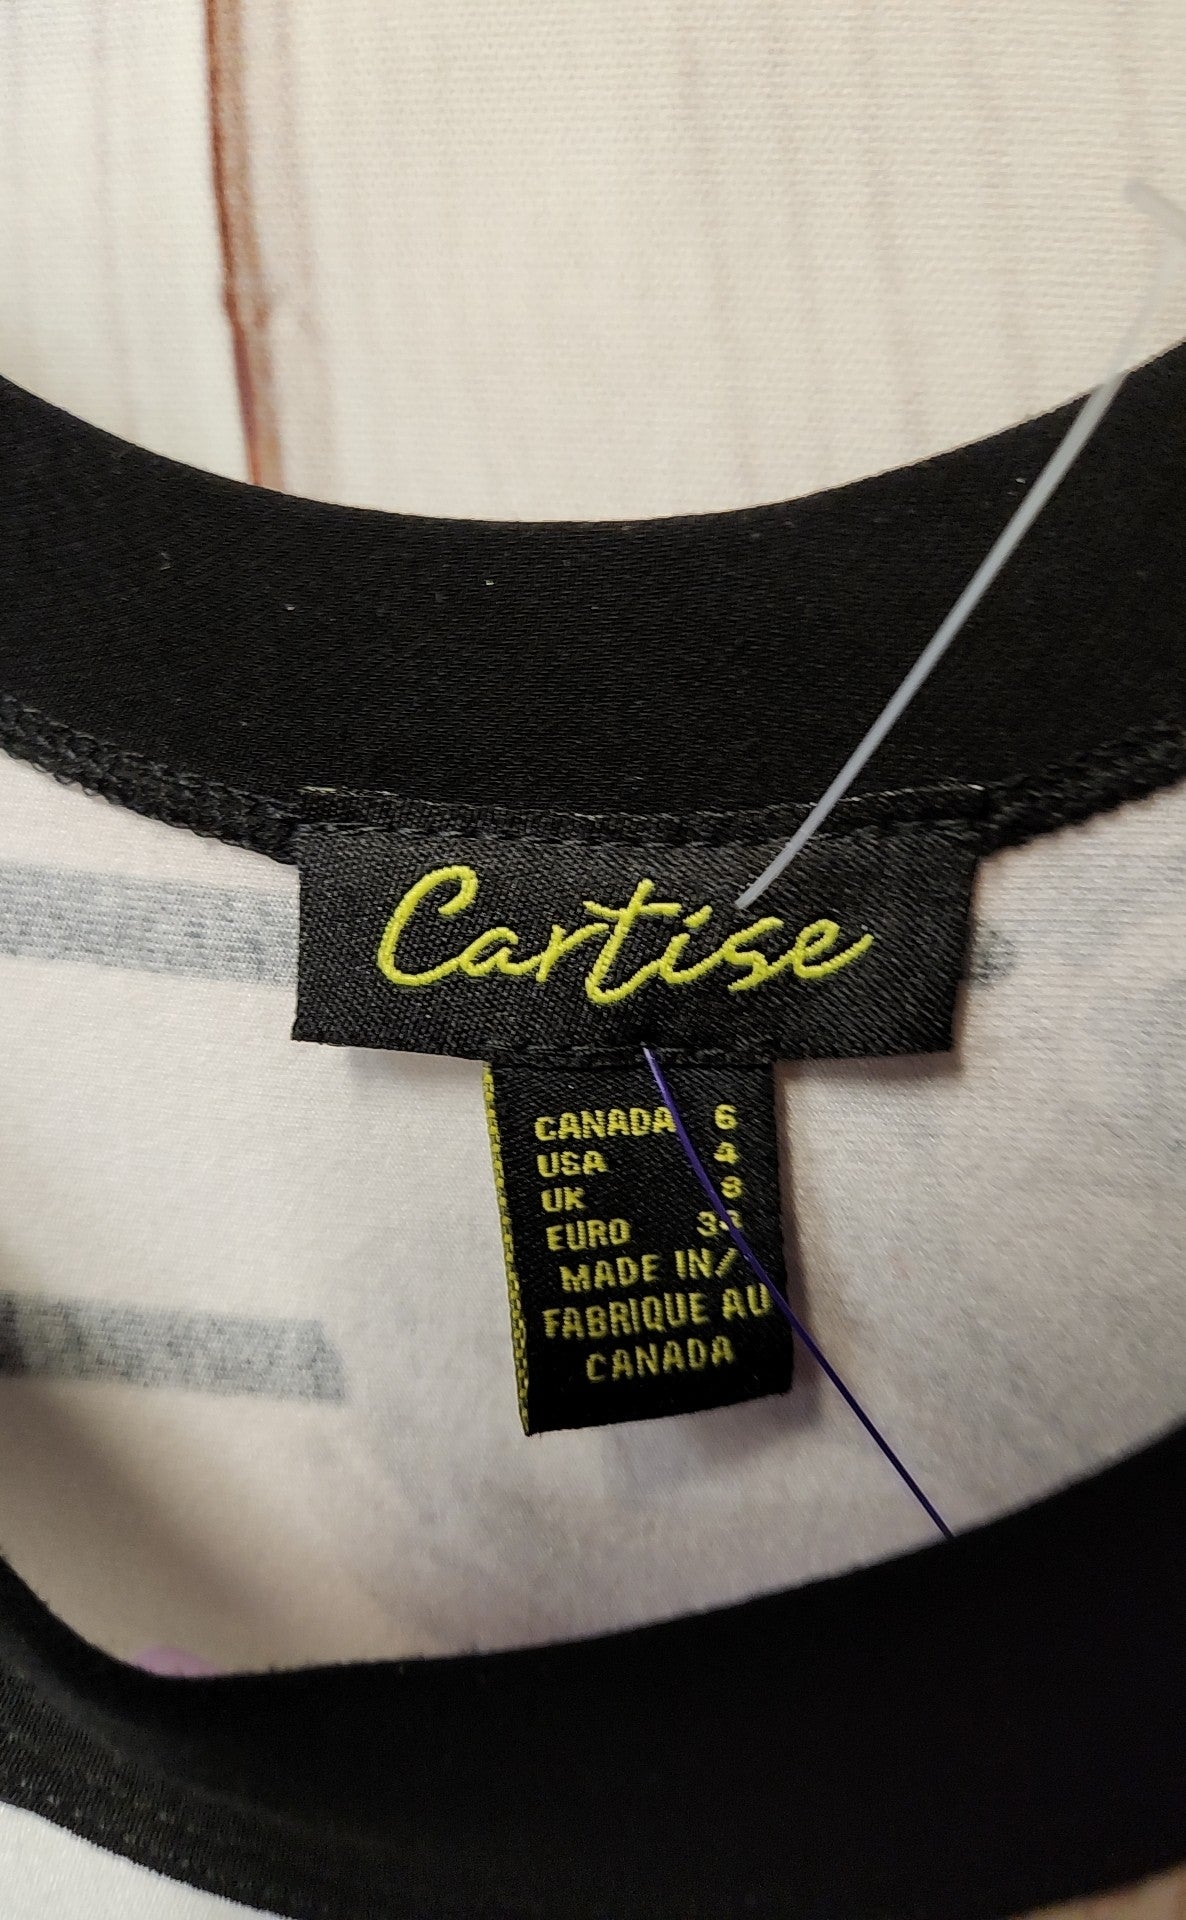 Cartise
CANADA 6
USA 4
UK 8
EURO
MADE IN/
FABRIQUE AU
CANADA